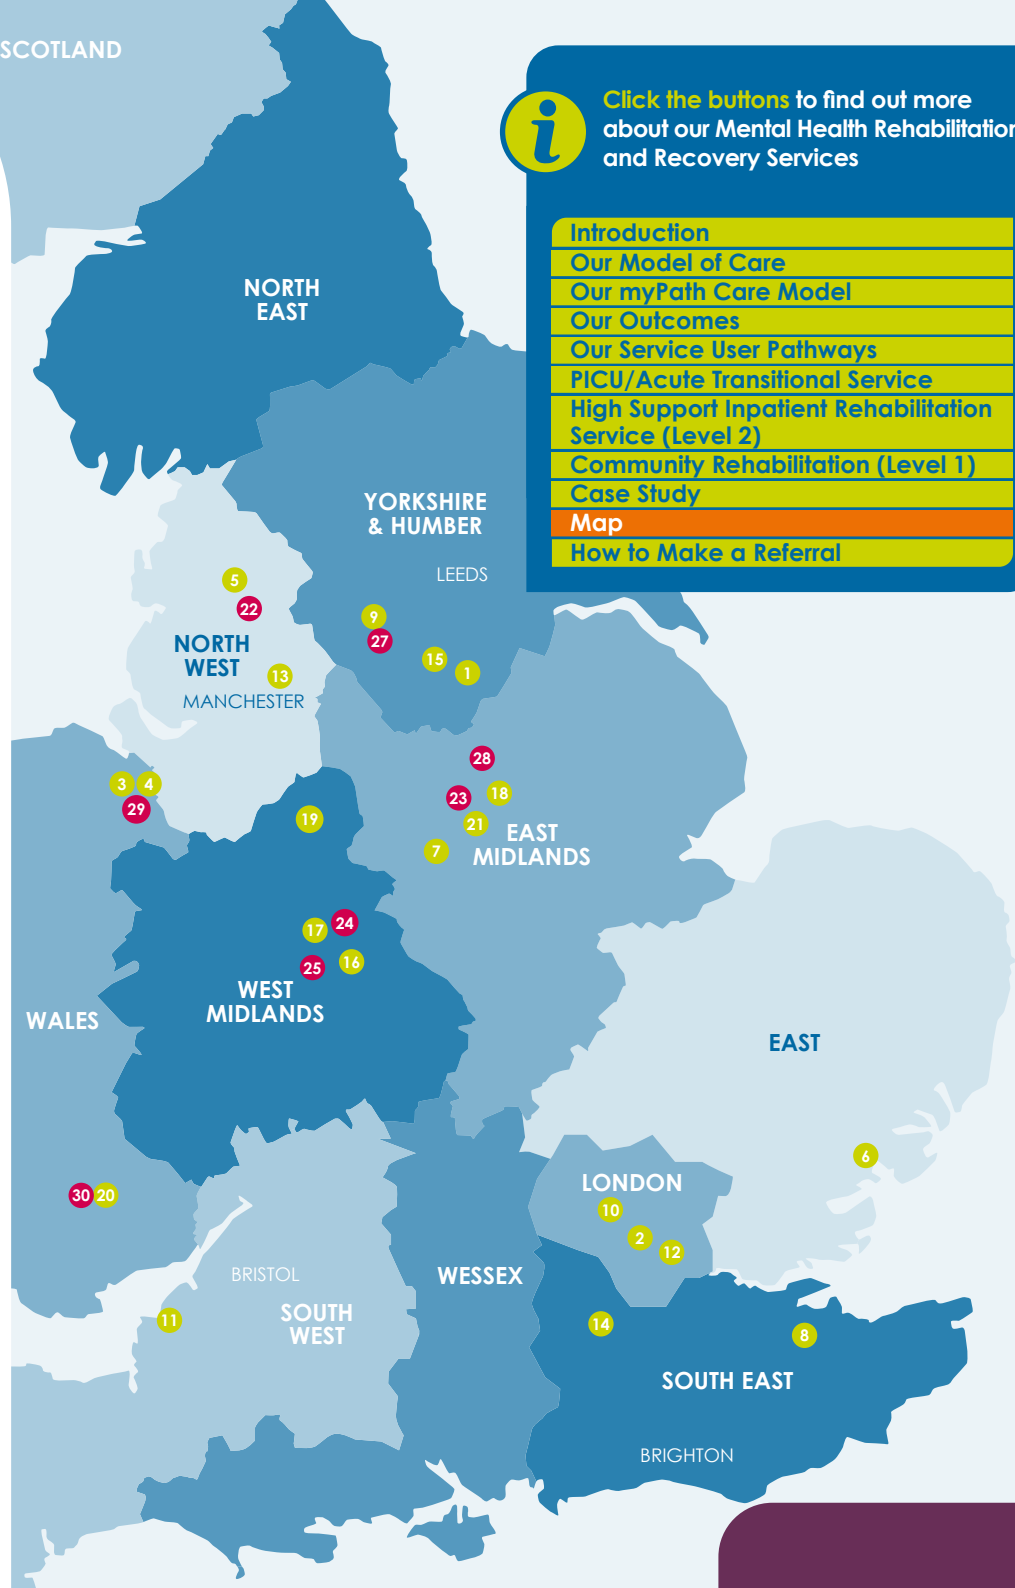 SCOTLAND
i
Click the buttons to find out more
about our Mental Health Rehabilitation
and Recovery Services
Introduction
Our Model of Care
Our myPath Care Model
Our Outcomes
Our Service User Pathways
PICU/Acute Transitional Service
High Support Inpatient Rehabilitation
Service (Level 2)
Community Rehabilitation (Level 1)
Case Study
Map
How to Make a Referral
NORTH
EAST
YORKSHIRE
& HUMBER
LEEDS
5
22
9
27
NORTH
WEST
15
1
13
MANCHESTER
28
3 4
29
23
18
19
21
EAST
MIDLANDS
7
17
24
25
16
WEST
MIDLANDS
WALES
EAST
6
30 20
LONDON
10
2
12
BRISTOL
WESSEX
SOUTH
WEST
11
14
8
SOUTH EAST
BRIGHTON